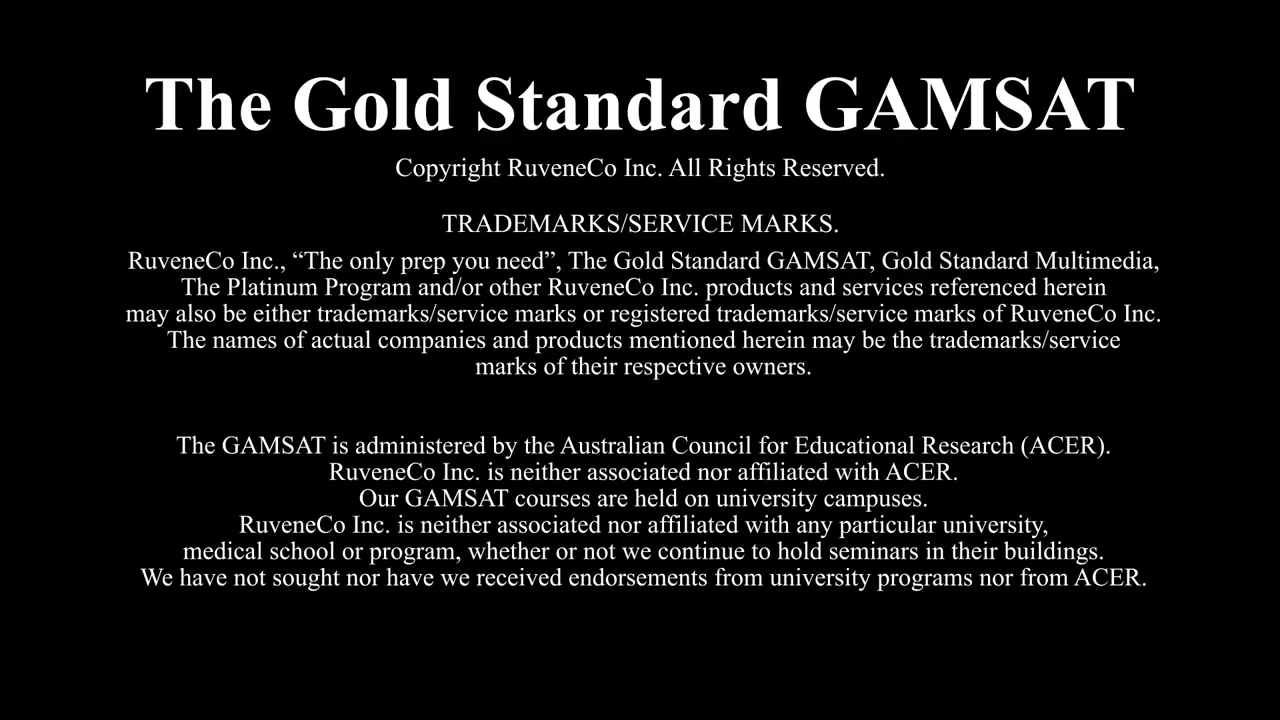 The Gold Standard GAMSAT
Copyright RuveneCo Inc. All Rights Reserved.
TRADEMARKS/SERVICE MARKS.
RuveneCo Inc., “The only prep you need”, The Gold Standard GAMSAT, Gold Standard Multimedia,
The Platinum Program and/or other RuveneCo Inc. products and services referenced herein
may also be either trademarks/service marks or registered trademarks/service marks of RuveneCo Inc.
The names of actual companies and products mentioned herein may be the trademarks/service
marks of their respective owners.
The GAMSAT is administered by the Australian Council for Educational Research (ACER).
RuveneCo Inc. is neither associated nor affiliated with ACER.
Our GAMSAT courses are held on university campuses.
RuveneCo Inc. is neither associated nor affiliated with any particular university,
medical school or program, whether or not we continue to hold seminars in their buildings.
We have not sought nor have we received endorsements from university programs nor from ACER.